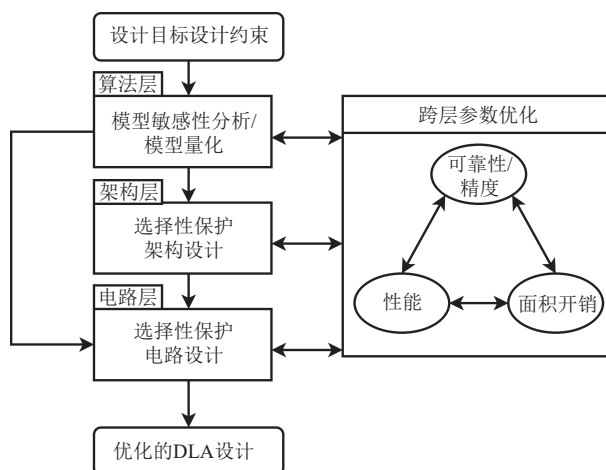 设计目标设计约束
算法层
模型敏感性分析/
模型量化
架构层
选择性保护
架构设计
电路层
选择性保护
电路设计
优化的DLA设计
跨层参数优化
可靠性/
精度
性能
面积开销